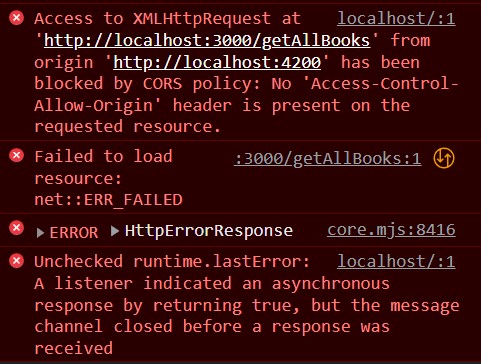 Access to XMLHttpRequest at localhost/:1
'http://localhost:3000/getAllBooks' from
origin 'http://localhost:4200' has been
blocked by CORS policy: No 'Access-Control-
Allow-Origin' header is present on the
requested resource.
Failed to load :3000/getAllBooks:1
resource:
net::ERR_FAILED
ERROR HttpErrorResponse core.mjs:8416
Unchecked runtime.lastError: localhost/:1
A listener indicated an asynchronous
response by returning true, but the message
channel closed before a response was
received